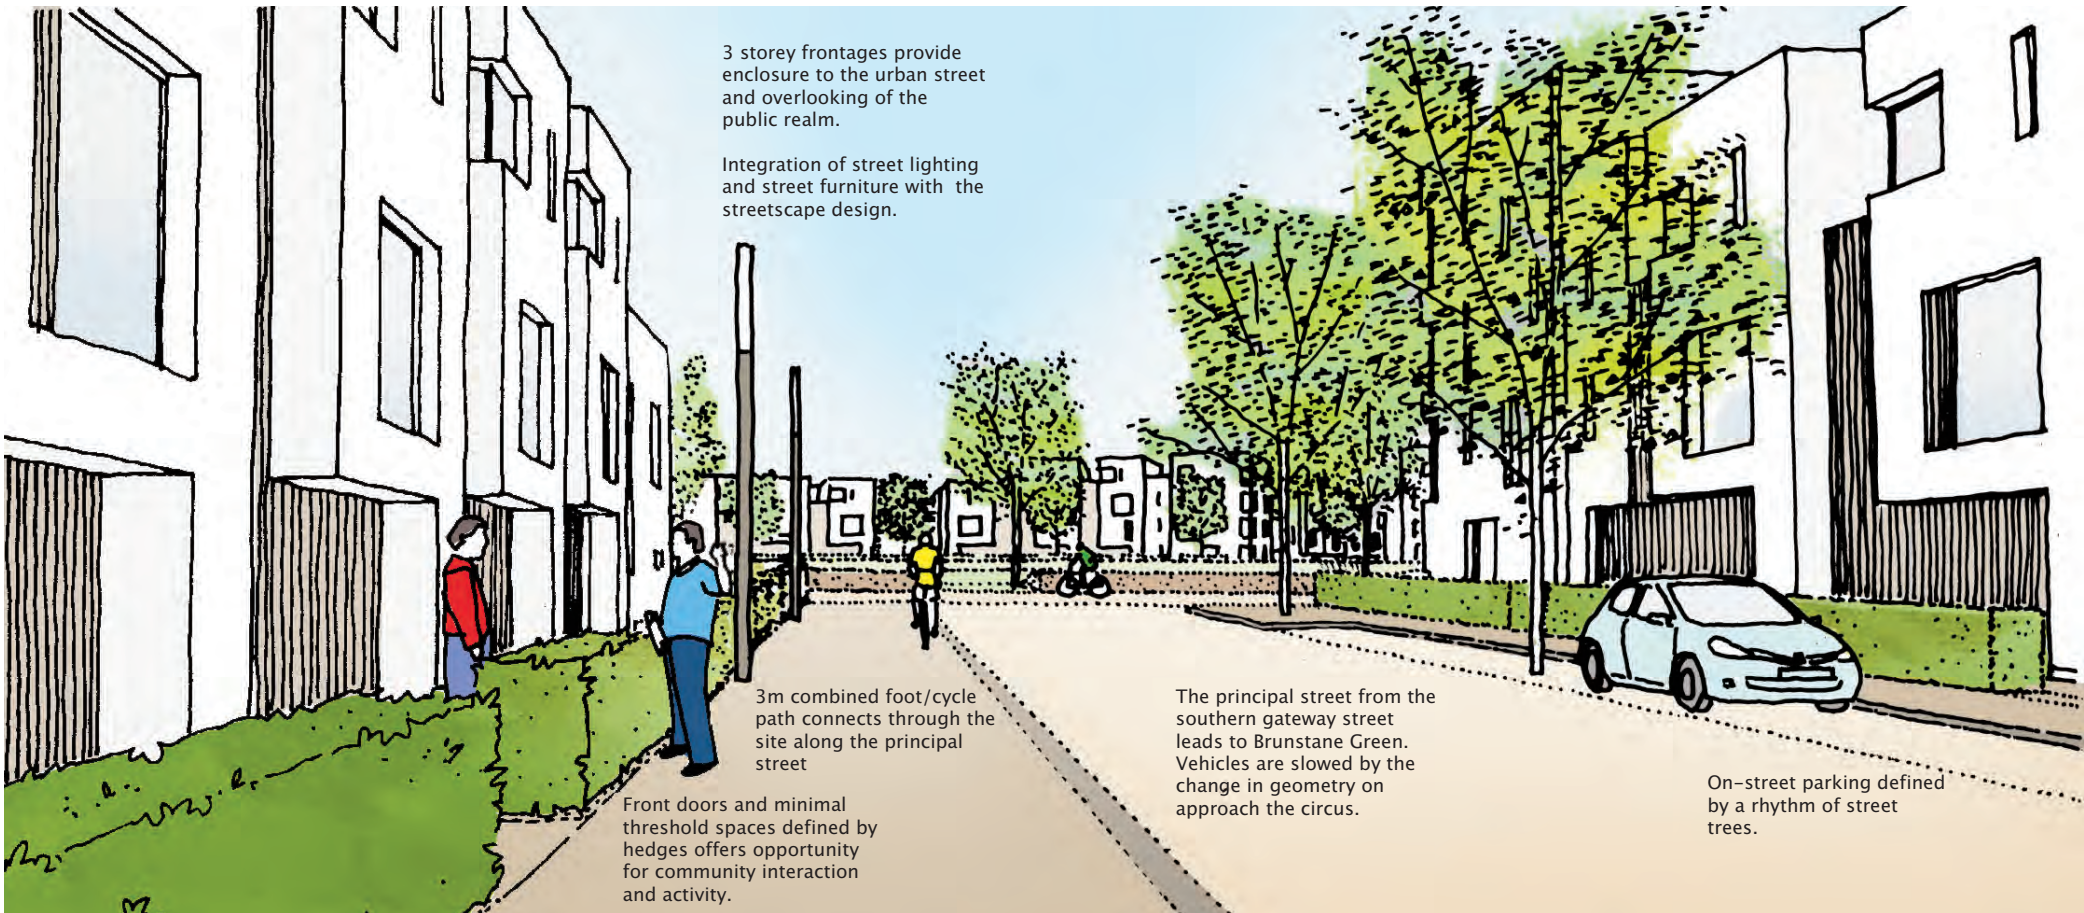 3 storey frontages provide
enclosure to the urban street
and overlooking of the
public realm.
Integration of street lighting
and street furniture with  the
streetscape design.
3m combined foot/cycle
path connects through the
site along the principal
street
Front doors and minimal
threshold spaces defined by
hedges offers opportunity
for community interaction
and activity.
The principal street from the
southern gateway street
leads to Brunstane Green.
Vehicles are slowed by the
change in geometry on
approach the circus.
On-street parking defined
by a rhythm of street
trees.